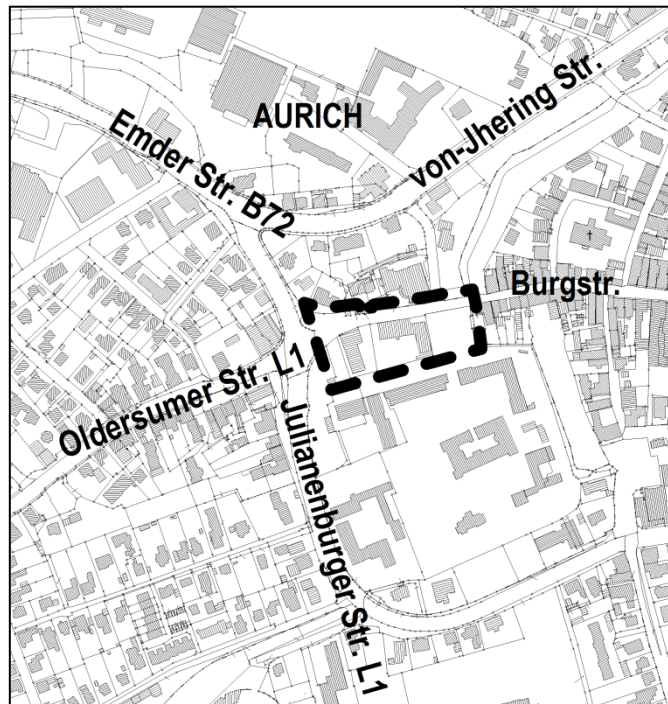 AURICH
von-Jhering Str.
Emder Str. B72
Burgstr.
Oldersumer Str. L1
Julianenburger Str. L1